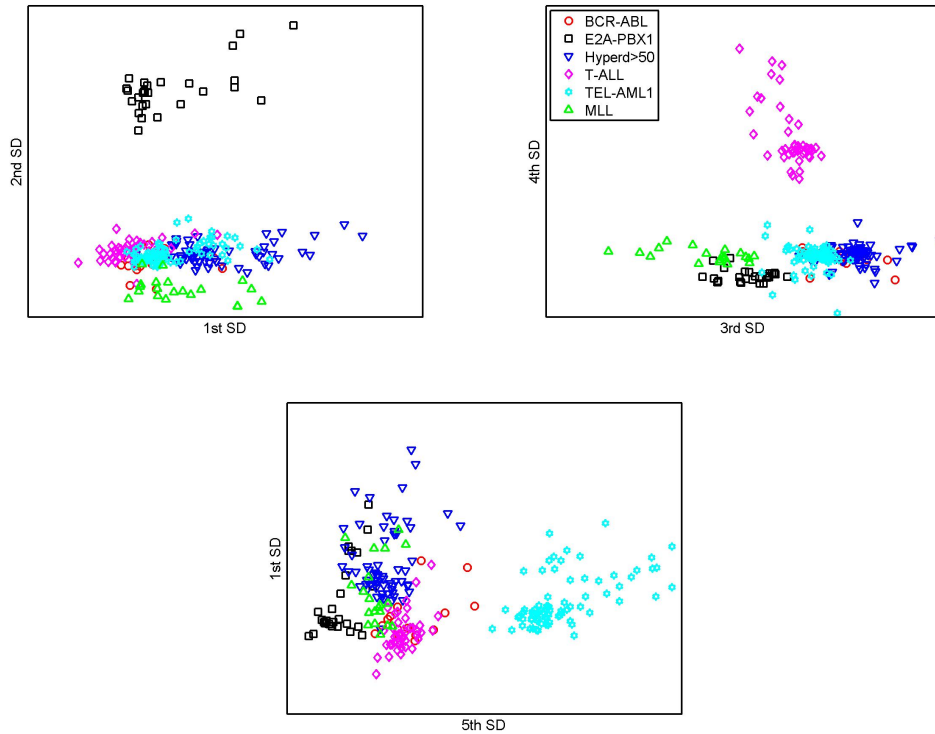 2nd SD
1st SD
4th SD
BCR-ABL
E2A-PBX1
Hyperd>50
T-ALL
TEL-AML1
MLL
3rd SD
1st SD
5th SD